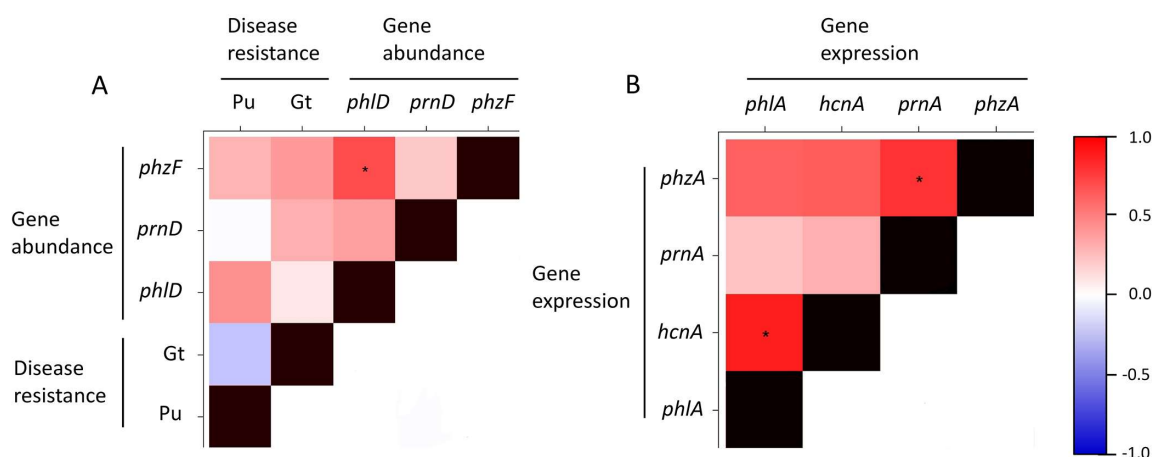 A
Disease
resistance
Gene
abundance
Pu Gt phlD prnD phzF
Gene
abundance
Disease
resistance
phzF
*
prnD
phlD
Gt
Pu
B
Gene
expression
phlA hcnA prnA phzA
Gene
expression
phzA
*
prnA
hcnA
*
phlA
1.0
0.5
0.0
-0.5
-1.0